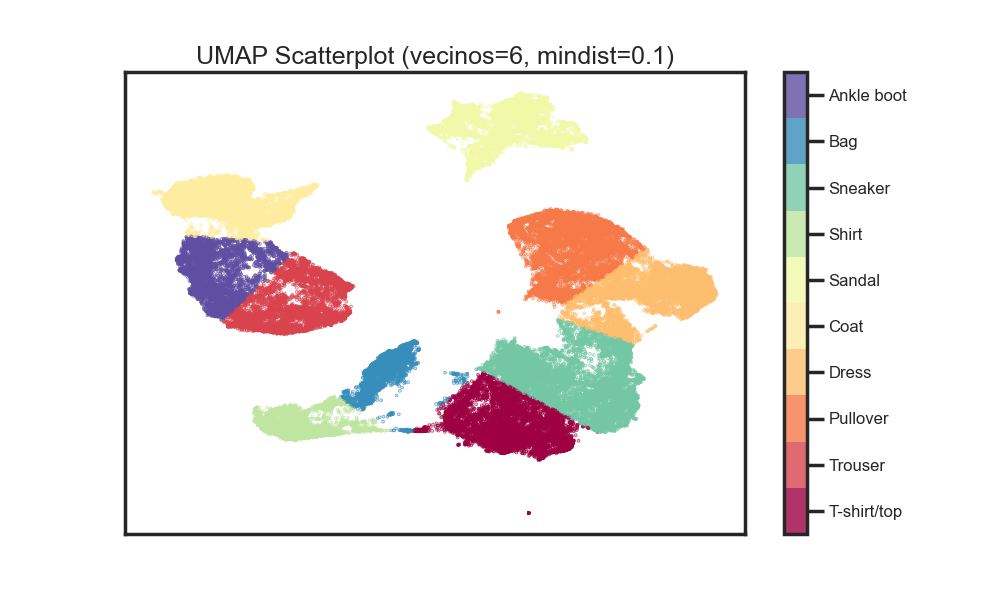 UMAP Scatterplot (vecinos=6, mindist=0.1)
Ankle boot
Bag
Sneaker
Shirt
Sandal
Coat
Dress
Pullover
Trouser
T-shirt/top